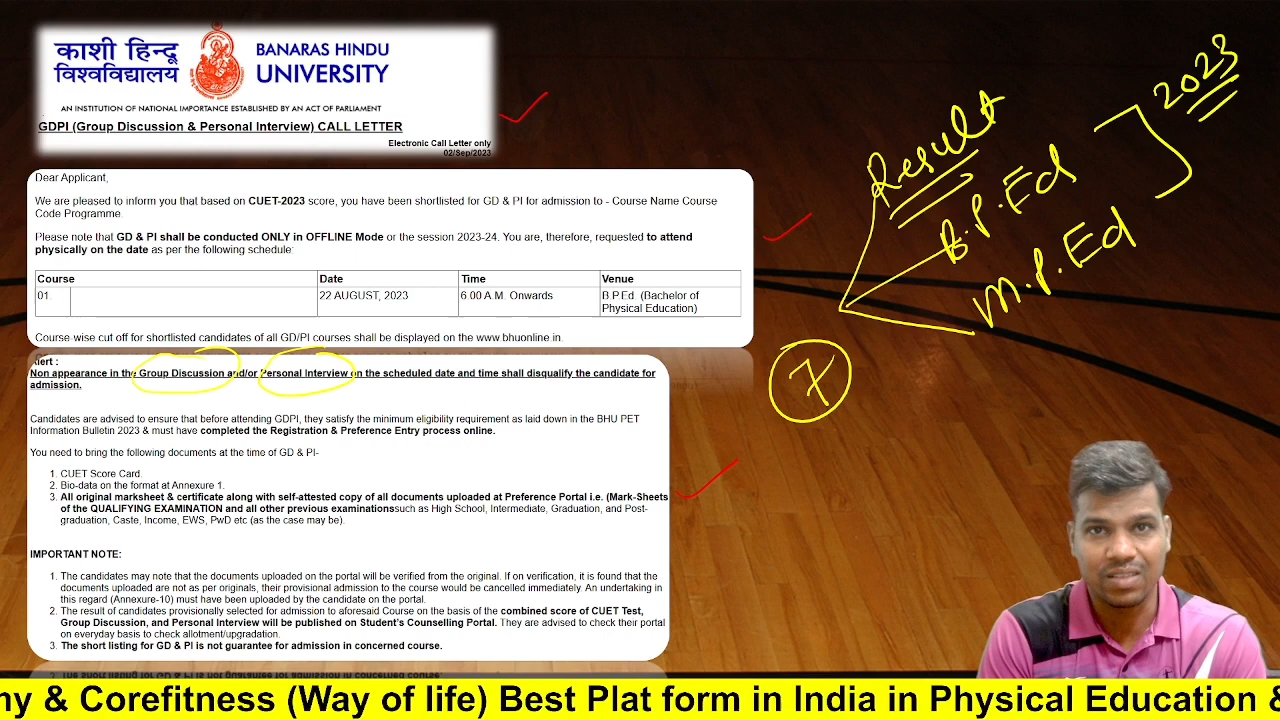 काशी हिन्दू
विश्वविद्यालय
BANARAS HINDU
UNIVERSITY
AN INSTITUTION OF NATIONAL IMPORTANCE ESTABLISHED BY AN ACT OF PARLIAMENT
GDPI (Group Discussion & Personal Interview) CALL LETTER
Electronic Call Letter only
02/Sep/2023
Dear Applicant,
We are pleased to inform you that based on CUET-2023 score, you have been shortlisted for GD & PI for admission to - Course Name Course
Code Programme.
Please note that GD & PI shall be conducted ONLY in OFFLINE Mode or the session 2023-24. You are, therefore, requested to attend
physically on the date as per the following schedule:
Course Date Time Venue
01. 22 AUGUST, 2023 6.00 A.M. Onwards B.P.Ed. (Bachelor of
Physical Education)
Course-wise cut off for shortlisted candidates of all GD/PI courses shall be displayed on the www.bhuonline in.
Alert :
Non appearance in the Group Discussion and/or Personal Interview on the scheduled date and time shall disqualify the candidate for
admission.
Candidates are advised to ensure that before attending GDPI, they satisfy the minimum eligibility requirement as laid down in the BHU PET
Information Bulletin 2023 & must have completed the Registration & Preference Entry process online.
You need to bring the following documents at the time of GD & PI-
1. CUET Score Card.
2. Bio-data on the format at Annexure 1.
3. All original marksheet & certificate along with self-attested copy of all documents uploaded at Preference Portal i.e. (Mark-Sheets
of the QUALIFYING EXAMINATION and all other previous examinationssuch as High School, Intermediate, Graduation, and Post-
graduation, Caste, Income, EWS, PwD etc (as the case may be).
IMPORTANT NOTE:
1. The candidates may note that the documents uploaded on the portal will be verified from the original. If on verification, it is found that the
documents uploaded are not as per originals, their provisional admission to the course would be cancelled immediately. An undertaking in
this regard (Annexure-10) must have been uploaded by the candidate on the portal.
2. The result of candidates provisionally selected for admission to aforesaid Course on the basis of the combined score of CUET Test,
Group Discussion, and Personal Interview will be published on Student's Counselling Portal. They are advised to check their portal
on everyday basis to check allotment/upgradation.
3. The short listing for GD & PI is not guarantee for admission in concerned course.
Result
B.P.Ed
M.P.Ed
2023
7
ny & Corefitness (Way of life) Best Plat form in India in Physical Education &